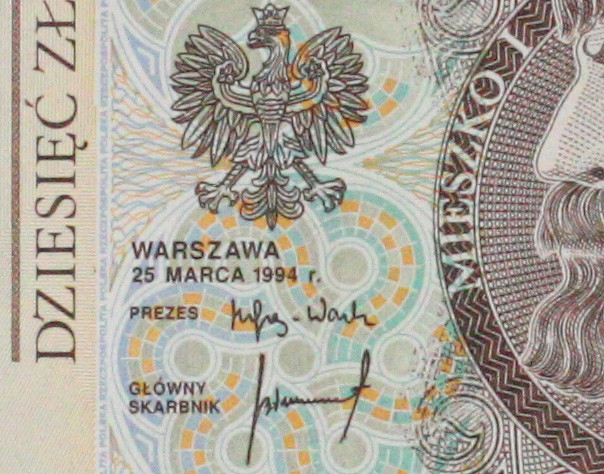 DZIESIĘĆ ZŁ
MIESZKO I
WARSZAWA
25 MARCA 1994 r.
PREZES
GŁÓWNY
SKARBNIK